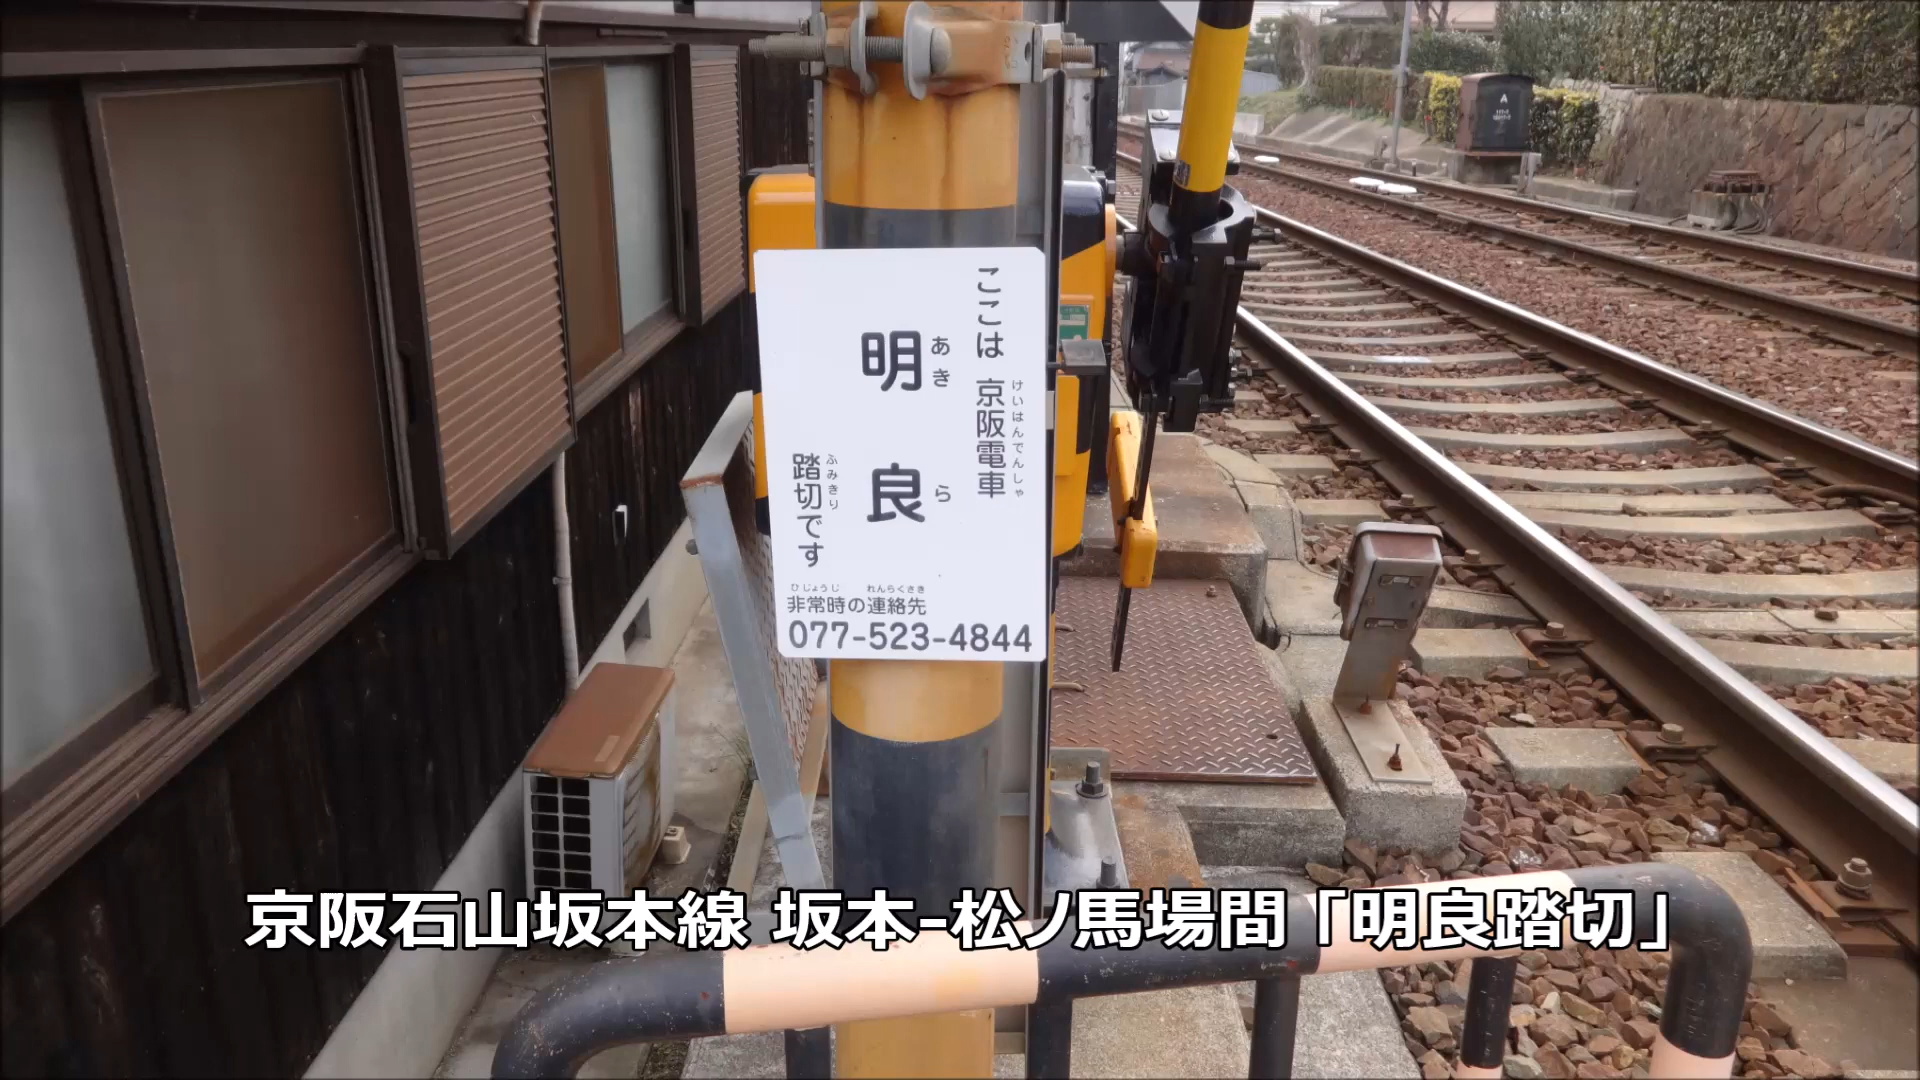 ここは 京阪電車
けいはんでんしゃ
明良
あきら
踏切です
ふみきり
ひじょうじ れんらくさき
非常時の連絡先
077-523-4844
A
京阪石山坂本線 坂本-松ノ馬場間「明良踏切」